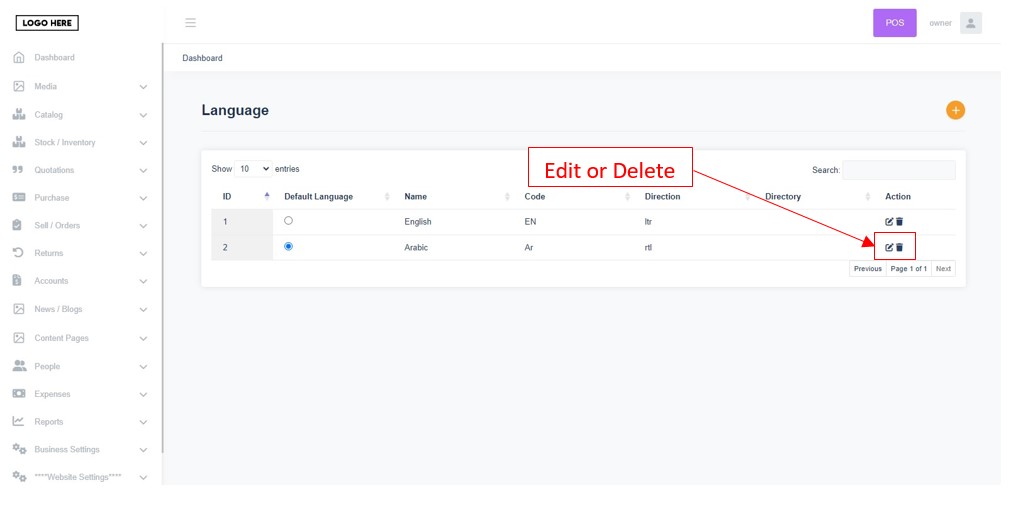 LOGO HERE
POS
owner
Dashboard
Dashboard
Media
Catalog
Stock / Inventory
Quotations
Purchase
Sell / Orders
Returns
Accounts
News / Blogs
Content Pages
People
Expenses
Reports
Business Settings
****Website Settings****
Language
Show 10 entries
Edit or Delete
Search:
ID Default Language Name Code Direction Directory Action
1 English EN ltr
2 Arabic Ar rtl
Previous Page 1 of 1 Next